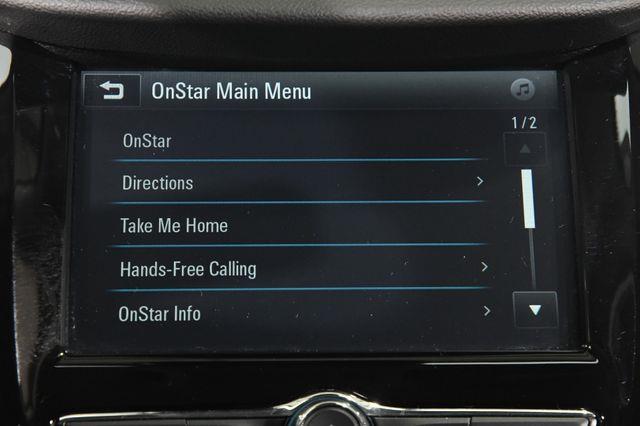 OnStar Main Menu
1/2
OnStar
Directions
Take Me Home
Hands-Free Calling
OnStar Info